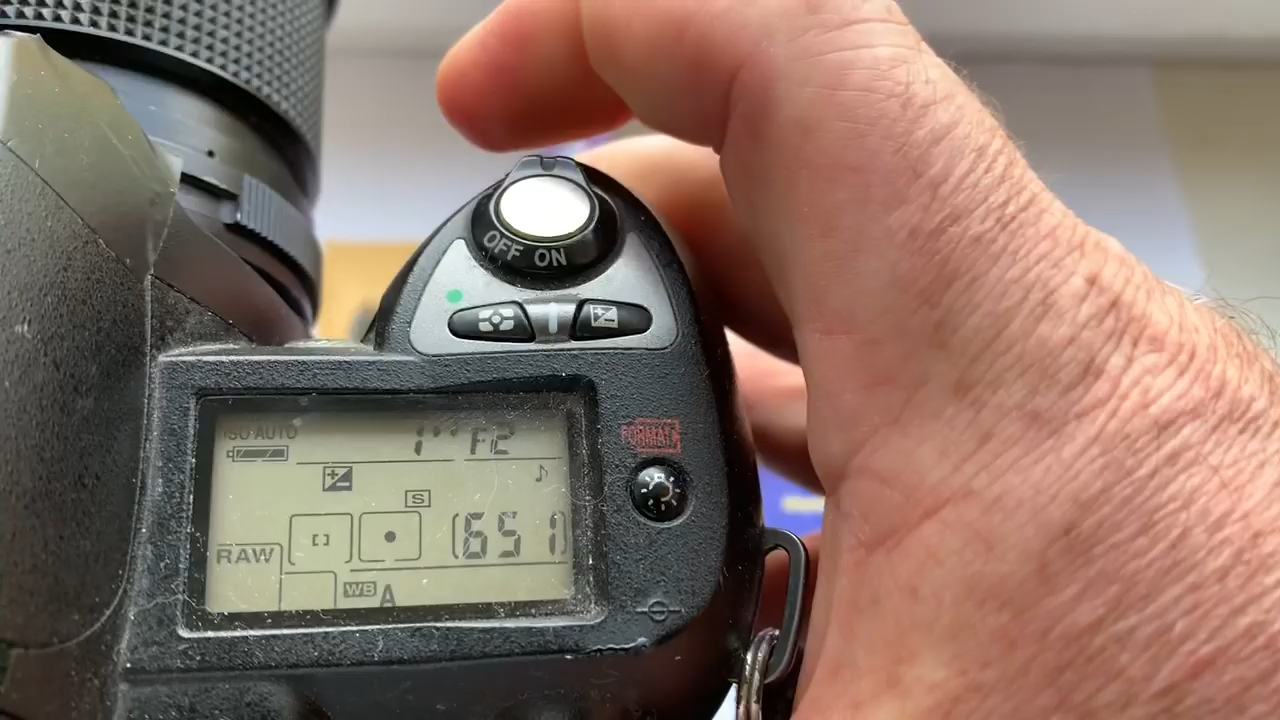 OFF ON
ISO AUTO
1" F2
FORMAT
S
[651]
RAW
WB A